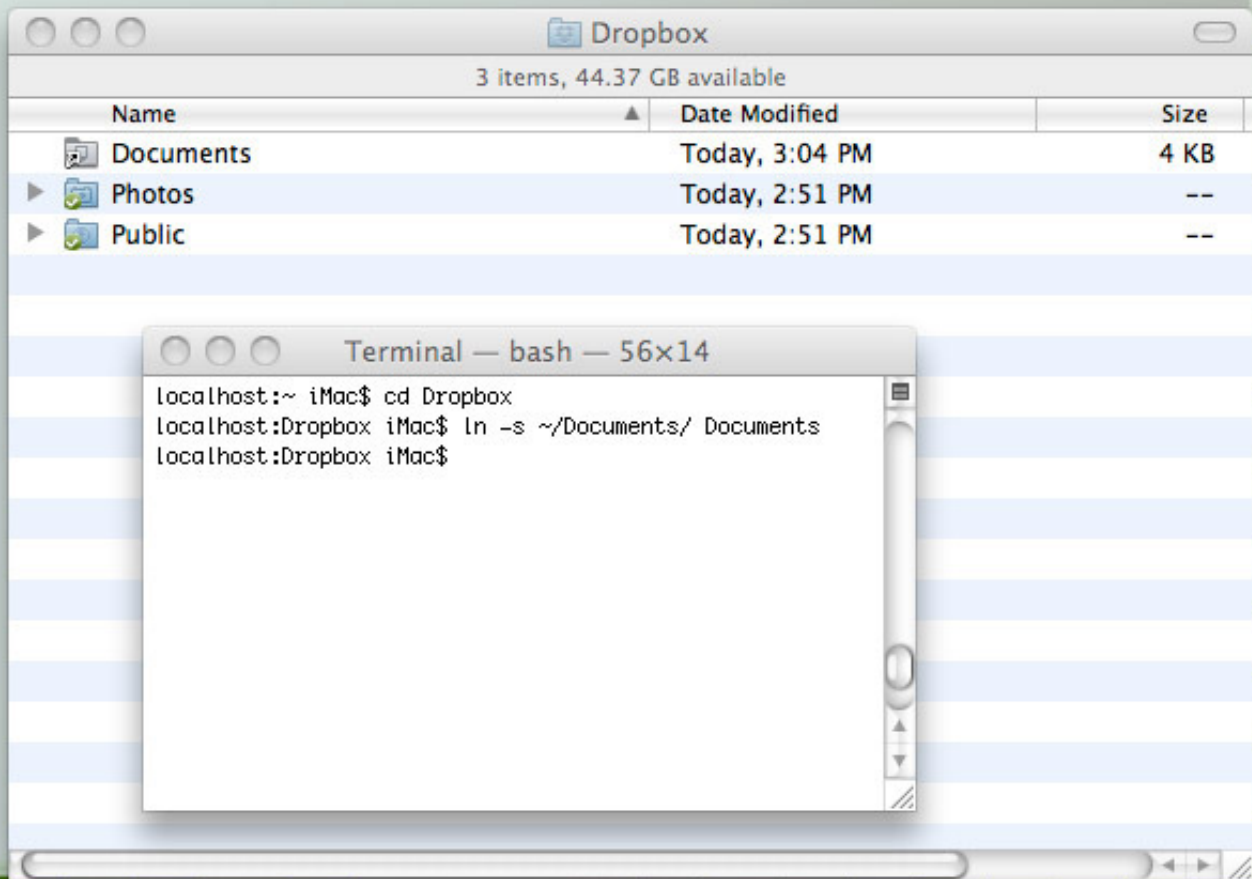 Dropbox
3 items, 44.37 GB available
Name Date Modified Size
Documents Today, 3:04 PM 4 KB
Photos Today, 2:51 PM --
Public Today, 2:51 PM --
Terminal — bash — 56×14
localhost:~ iMac$ cd Dropbox
localhost:Dropbox iMac$ ln -s ~/Documents/ Documents
localhost:Dropbox iMac$